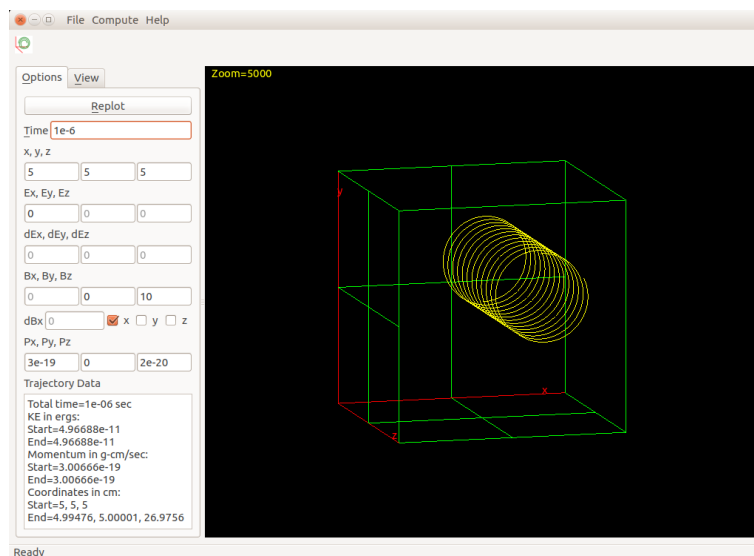 File Compute Help
Options View
Zoom=5000
Replot
Time 1e-6
x, y, z
5 5 5
Ex, Ey, Ez
0 0 0
dEx, dEy, dEz
0 0 0
Bx, By, Bz
0 0 10
dBx 0 x y z
Px, Py, Pz
3e-19 0 2e-20
Trajectory Data
Total time=1e-06 sec
KE in ergs:
Start=4.96688e-11
End=4.96688e-11
Momentum in g-cm/sec:
Start=3.00666e-19
End=3.00666e-19
Coordinates in cm:
Start=5, 5, 5
End=4.99476, 5.00001, 26.9756
y
x
z
Ready